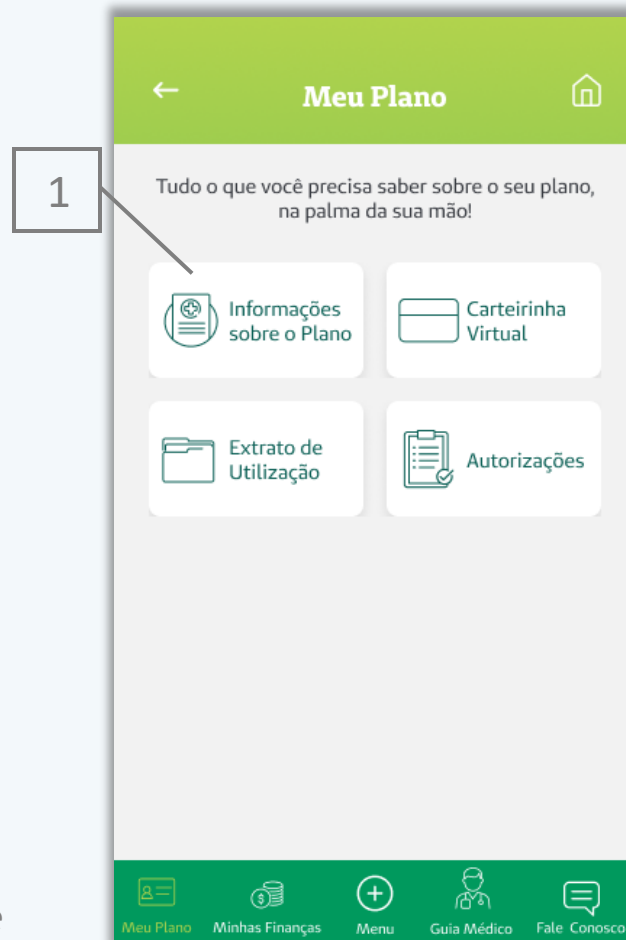 Meu Plano
1
Tudo o que você precisa saber sobre o seu plano,
na palma da sua mão!
Informações
sobre o Plano
Carteirinha
Virtual
Extrato de
Utilização
Autorizações
Meu Plano
Minhas Finanças
Menu
Guia Médico
Fale Conosco